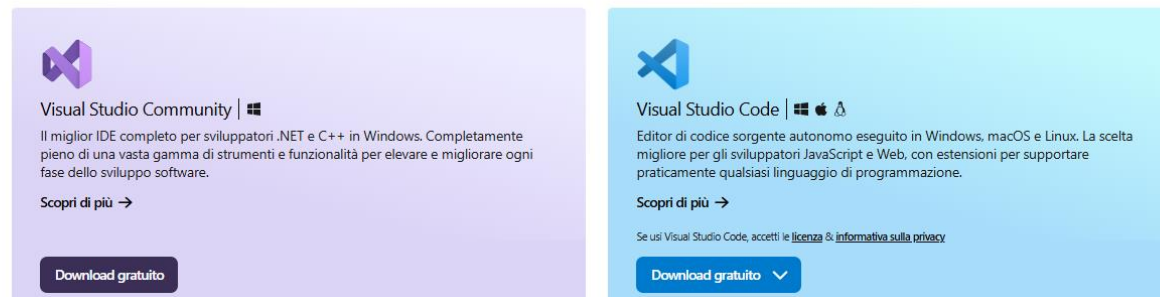 Visual Studio Community
Il miglior IDE completo per sviluppatori .NET e C++ in Windows. Completamente
pieno di una vasta gamma di strumenti e funzionalità per elevare e migliorare ogni
fase dello sviluppo software.
Scopri di più →
Download gratuito
Visual Studio Code
Editor di codice sorgente autonomo eseguito in Windows, macOS e Linux. La scelta
migliore per gli sviluppatori JavaScript e Web, con estensioni per supportare
praticamente qualsiasi linguaggio di programmazione.
Scopri di più →
Se usi Visual Studio Code, accetti le licenza & informativa sulla privacy
Download gratuito